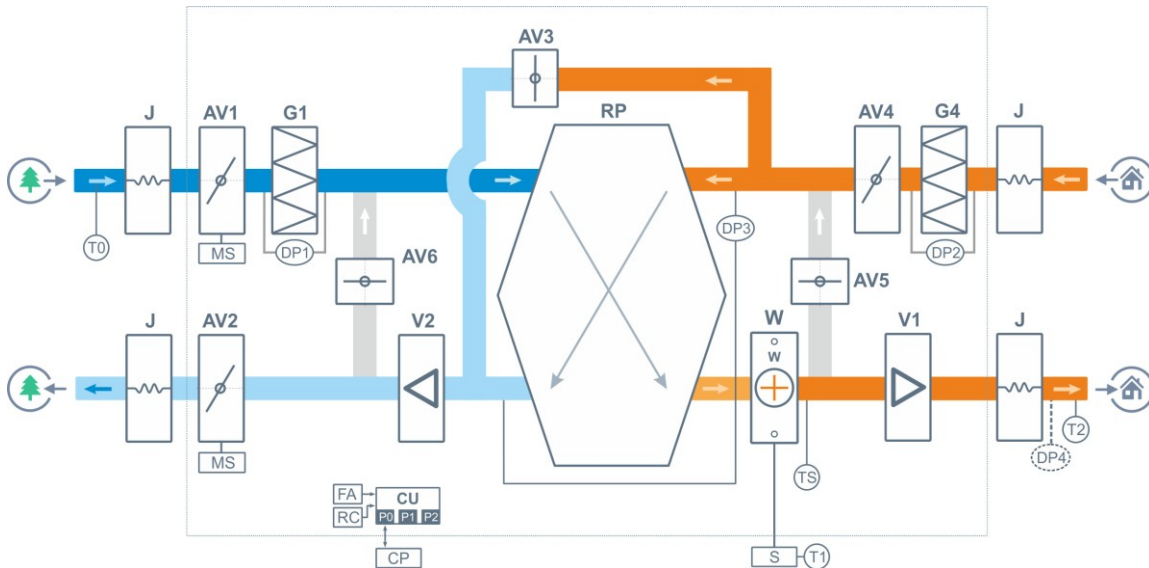 AV3
J AV1 G1 RP AV4 G4 J
T0 MS DP1 DP3 DP2
AV6 AV5
J AV2 V2 W V1 J
W
MS TS DP4 T2
FA CU
RC P0 P1 P2
CP S T1